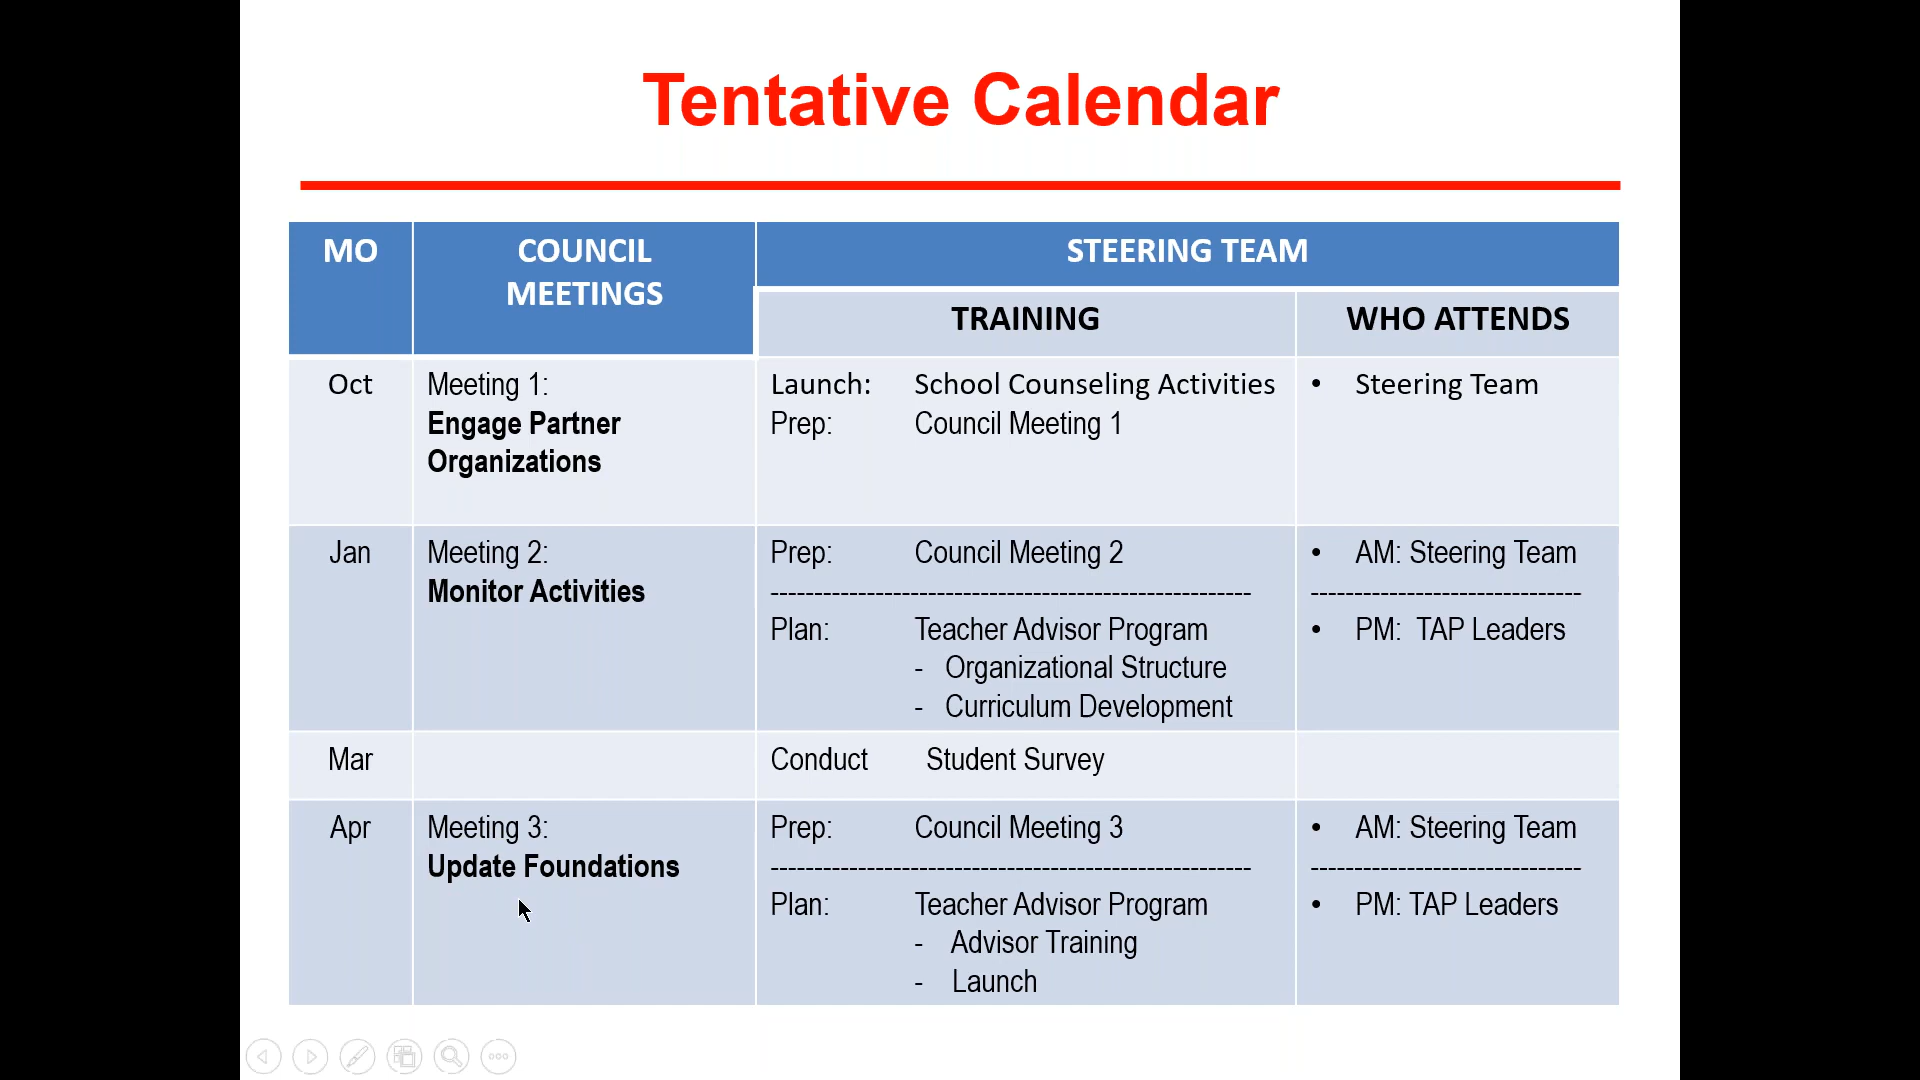 Tentative Calendar
MO
COUNCIL
MEETINGS
STEERING TEAM
TRAINING
WHO ATTENDS
Oct
Meeting 1:
Engage Partner
Organizations
Launch: School Counseling Activities
Prep: Council Meeting 1
• Steering Team
Jan
Meeting 2:
Monitor Activities
Prep: Council Meeting 2
-------------------------------------------------------
Plan: Teacher Advisor Program
- Organizational Structure
- Curriculum Development
• AM: Steering Team
-------------------------------
• PM: TAP Leaders
Mar
Conduct Student Survey
Apr
Meeting 3:
Update Foundations
Prep: Council Meeting 3
-------------------------------------------------------
Plan: Teacher Advisor Program
- Advisor Training
- Launch
• AM: Steering Team
-------------------------------
• PM: TAP Leaders